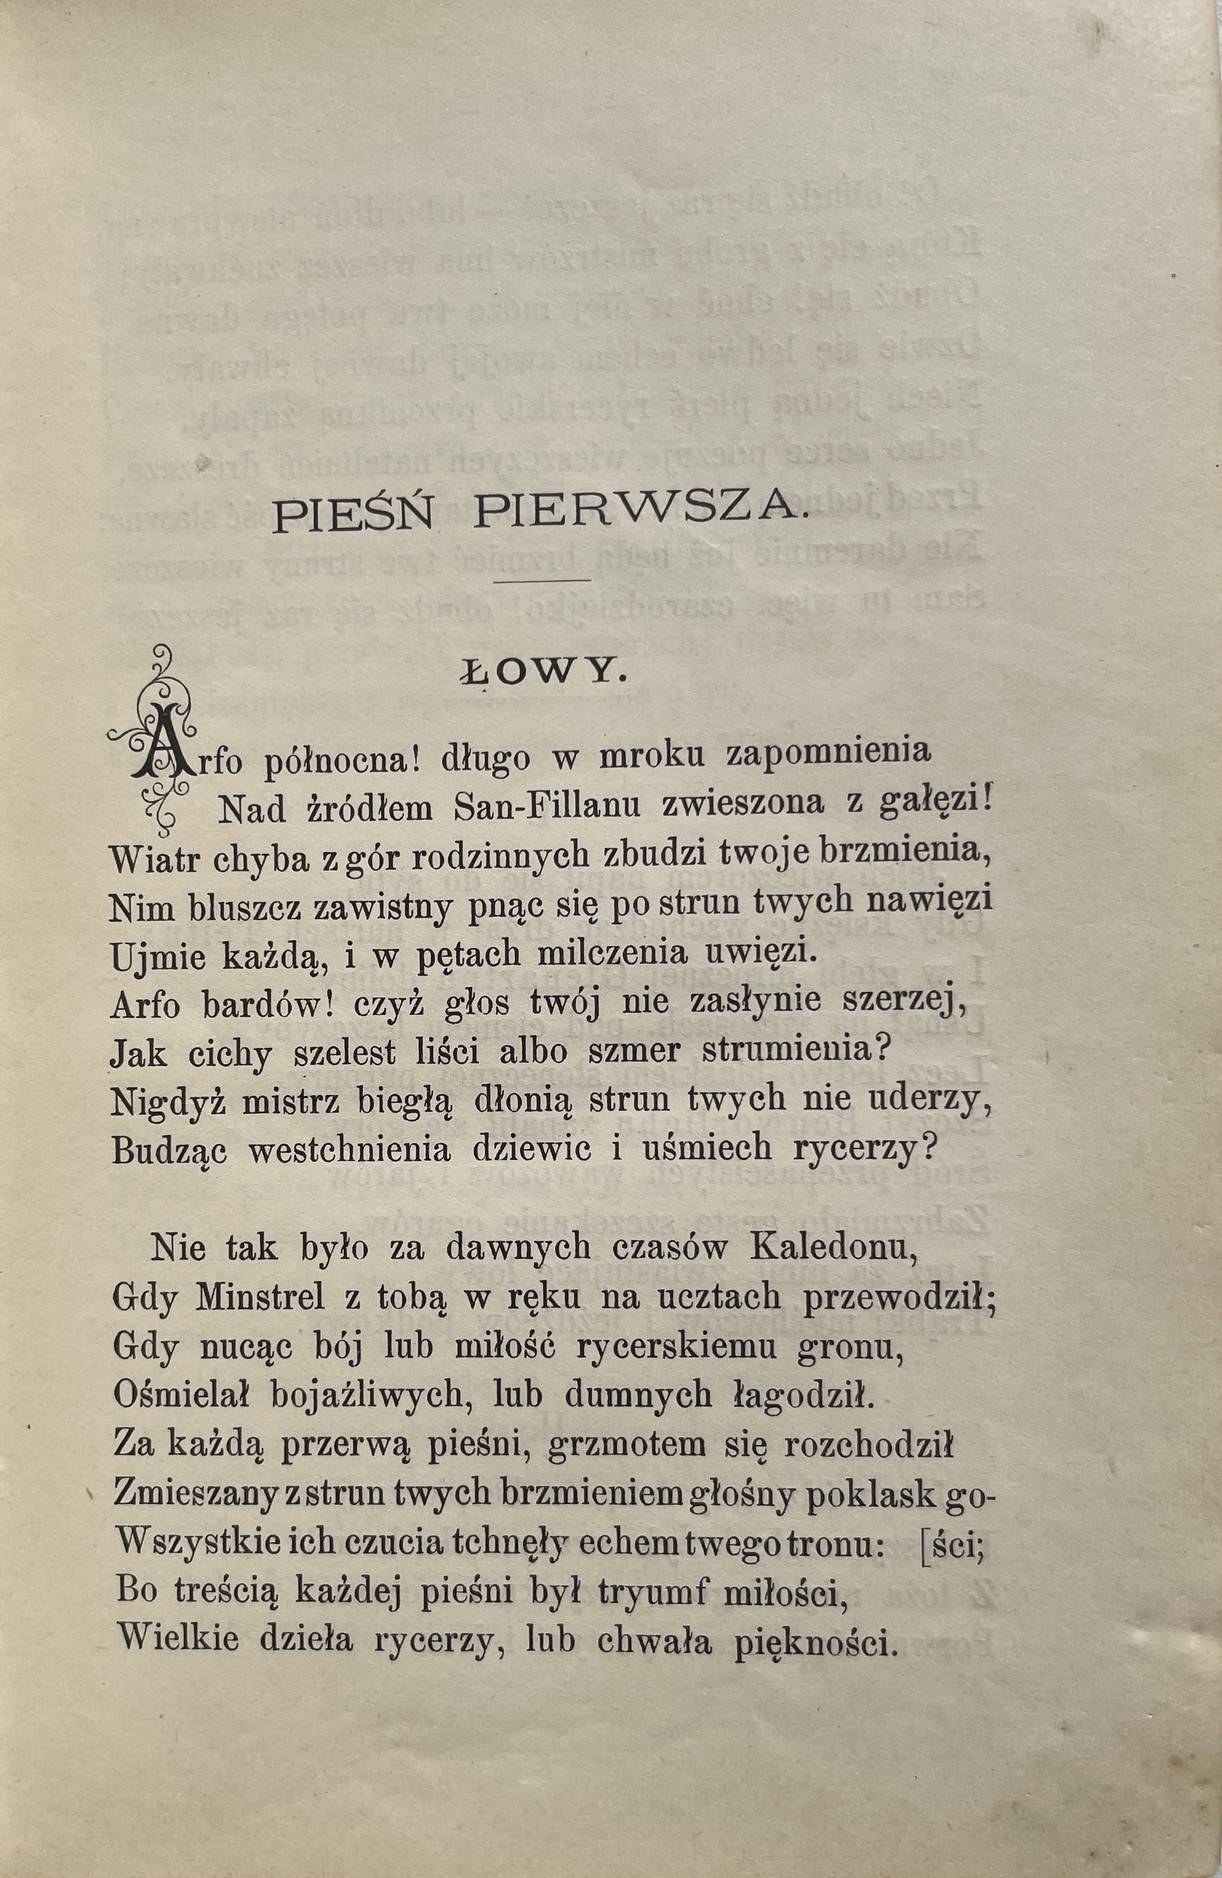 PIEŚŃ PIERWSZA.
ŁOWY.
Arfo północna! długo w mroku zapomnienia
Nad źródłem San-Fillanu zwieszona z gałęzi!
Wiatr chyba z gór rodzinnych zbudzi twoje brzmienia,
Nim bluszcz zawistny pnąc się po strun twych nawięzi
Ujmie każdą, i w pętach milczenia uwięzi.
Arfo bardów! czyż głos twój nie zasłynie szerzej,
Jak cichy szelest liści albo szmer strumienia?
Nigdyż mistrz biegłą dłonią strun twych nie uderzy,
Budząc westchnienia dziewic i uśmiech rycerzy?
Nie tak było za dawnych czasów Kaledonu,
Gdy Minstrel z tobą w ręku na ucztach przewodził;
Gdy nucąc bój lub miłość rycerskiemu gronu,
Ośmielał bojaźliwych, lub dumnych łagodził.
Za każdą przerwą pieśni, grzmotem się rozchodził
Zmieszany z strun twych brzmieniem głośny poklask go-
Wszystkie ich czucia tchnęły echem twego tronu: [ści;
Bo treścią każdej pieśni był tryumf miłości,
Wielkie dzieła rycerzy, lub chwała piękności.